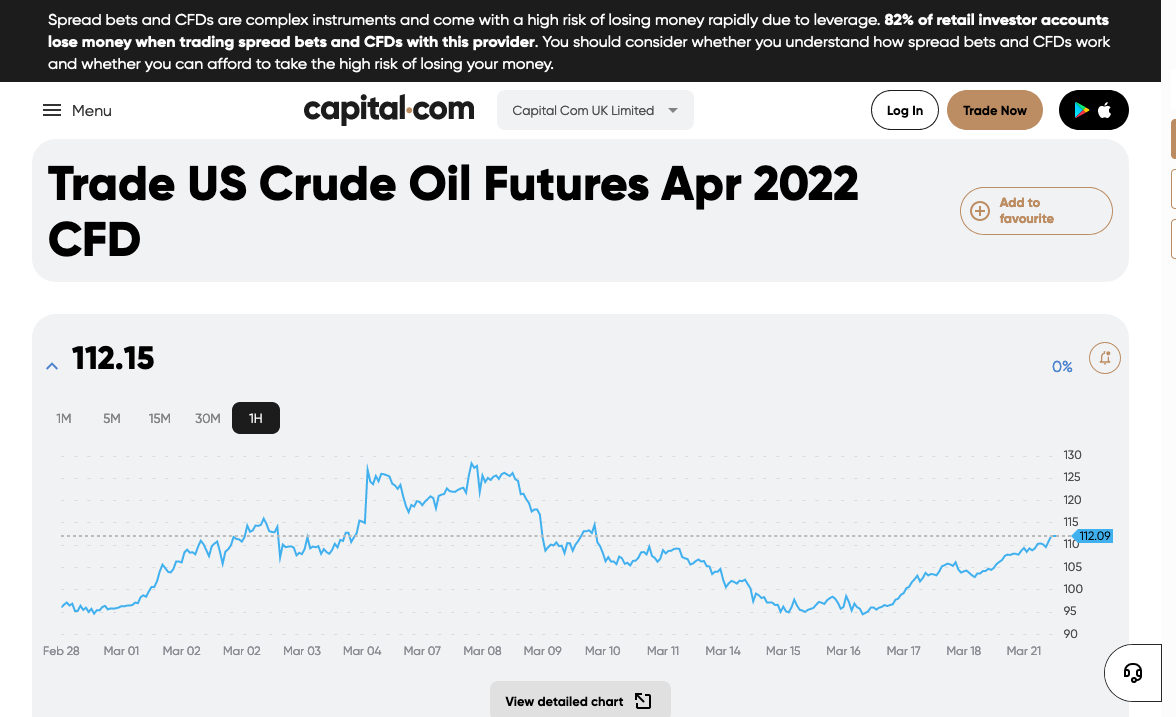 Spread bets and CFDs are complex instruments and come with a high risk of losing money rapidly due to leverage. 82% of retail investor accounts
lose money when trading spread bets and CFDs with this provider. You should consider whether you understand how spread bets and CFDs work
and whether you can afford to take the high risk of losing your money.
Menu
capital.com
Capital Com UK Limited
Log In
Trade Now
Trade US Crude Oil Futures Apr 2022
CFD
Add to
favourite
112.15
0%
1M 5M 15M 30M 1H
130
125
120
115
112.09
110
105
100
95
90
Feb 28 Mar 01 Mar 02 Mar 02 Mar 03 Mar 04 Mar 07 Mar 08 Mar 09 Mar 10 Mar 11 Mar 14 Mar 15 Mar 16 Mar 17 Mar 18 Mar 21
View detailed chart